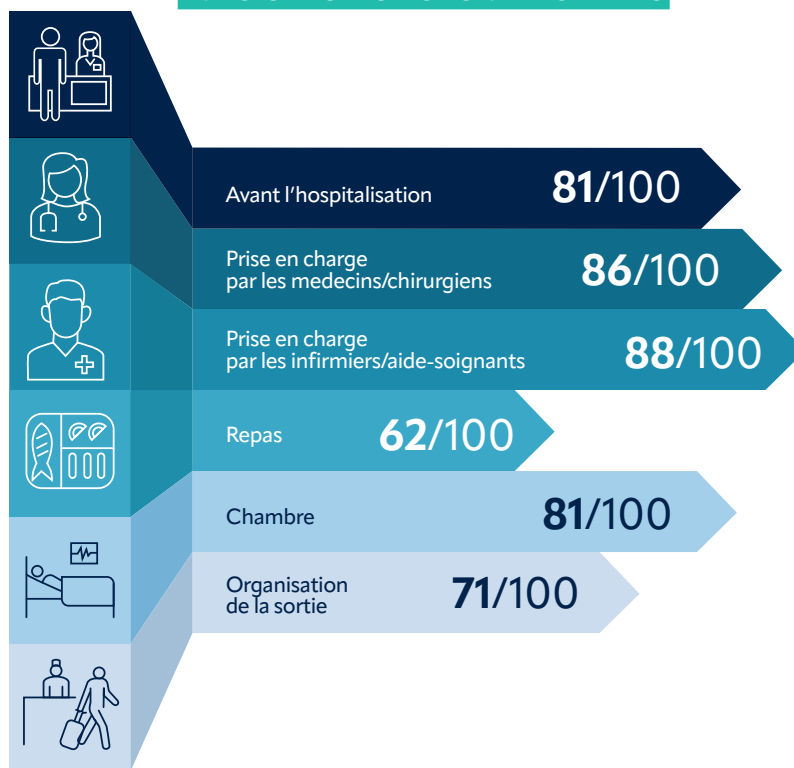 Avant l'hospitalisation
81/100
Prise en charge
par les medecins/chirurgiens
86/100
Prise en charge
par les infirmiers/aide-soignants
88/100
Repas
62/100
Chambre
81/100
Organisation
de la sortie
71/100